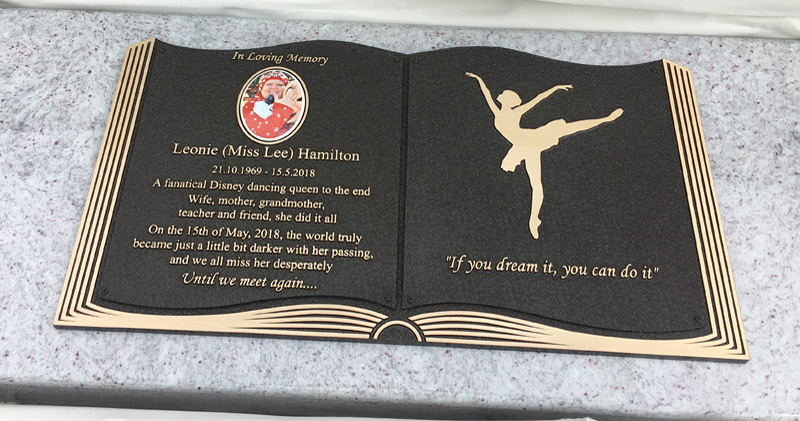 In Loving Memory
Leonie (Miss Lee) Hamilton
21.10.1969 - 15.5.2018
A fanatical Disney dancing queen to the end
Wife, mother, grandmother,
teacher and friend, she did it all
On the 15th of May, 2018, the world truly
became just a little bit darker with her passing,
and we all miss her desperately
Until we meet again....
"If you dream it, you can do it"